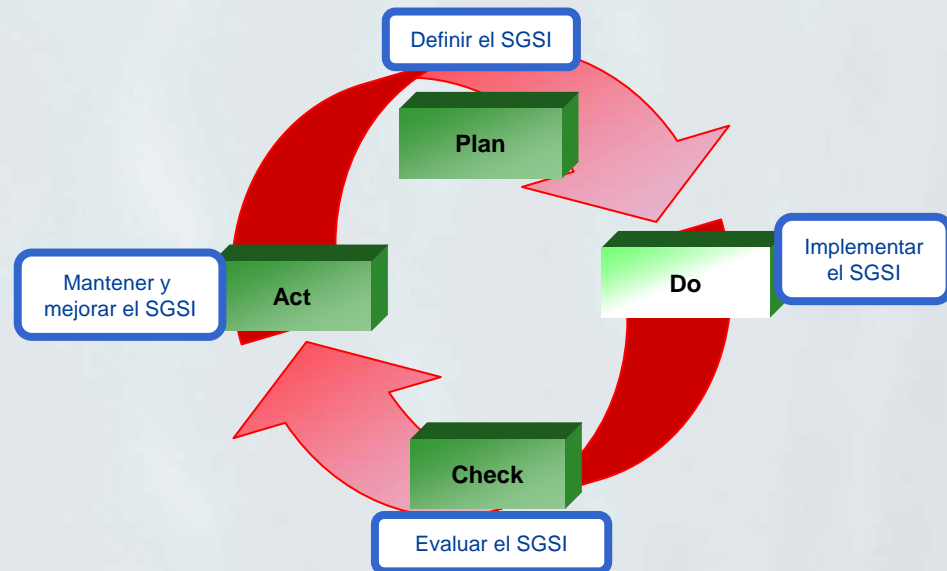 Definir el SGSI
Plan
Do
Implementar
el SGSI
Check
Evaluar el SGSI
Act
Mantener y
mejorar el SGSI